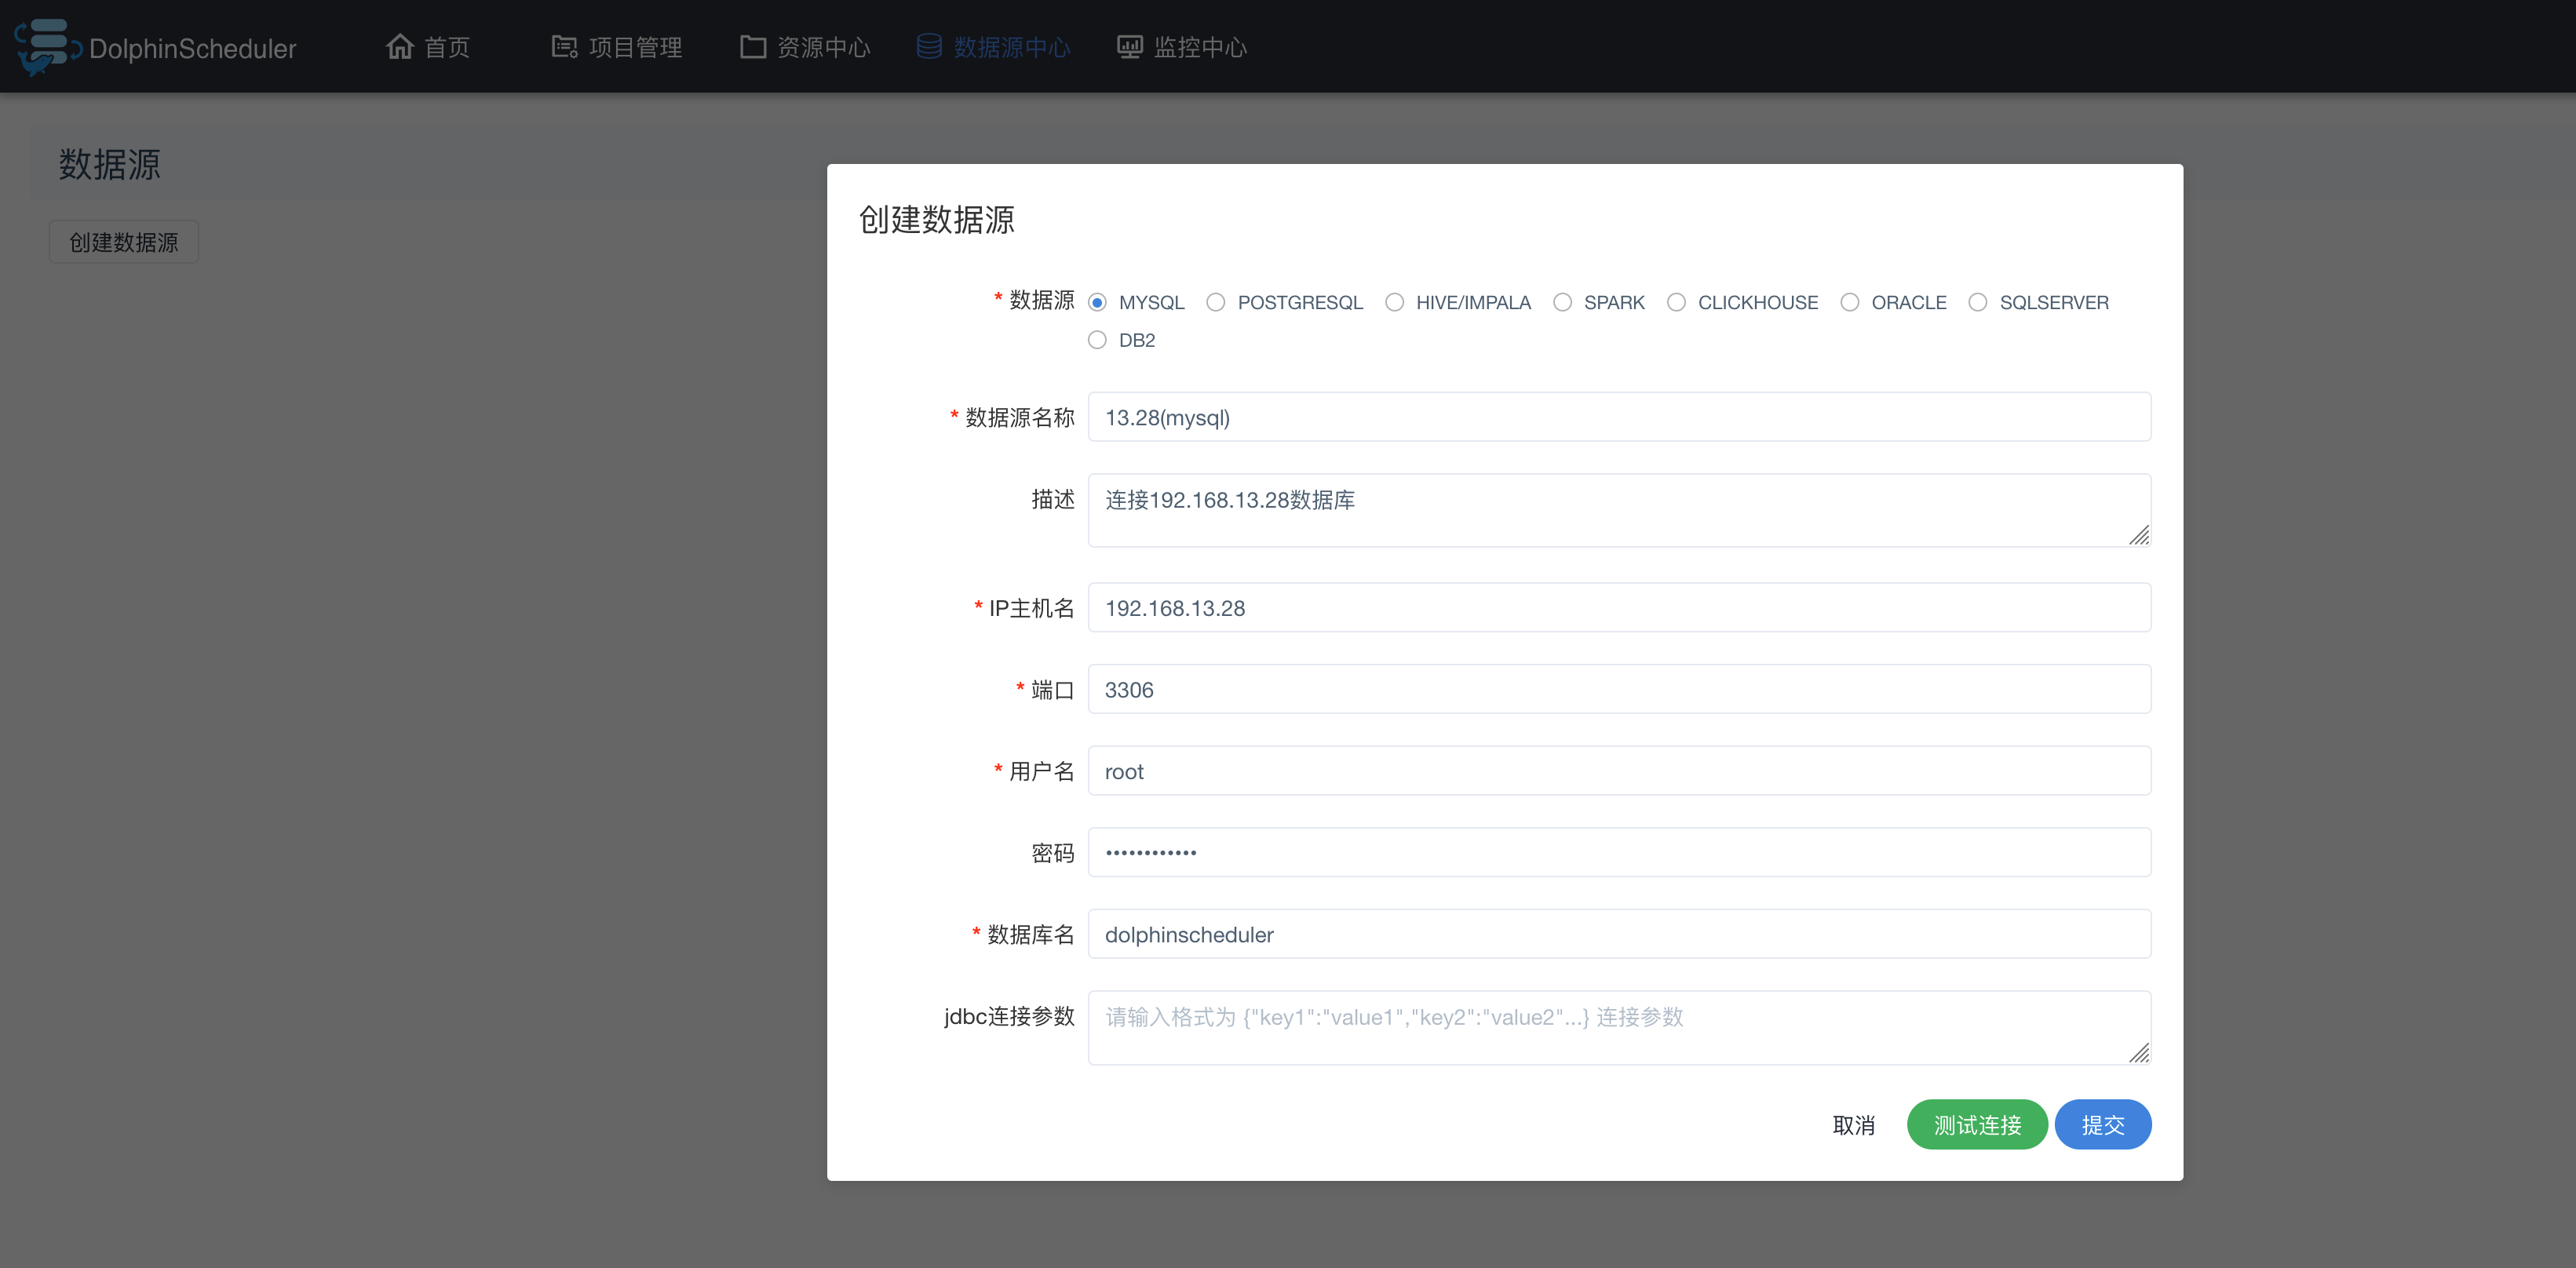 DolphinScheduler 首页 项目管理 资源中心 数据源中心 监控中心
数据源
创建数据源
创建数据源
* 数据源 MYSQL POSTGRESQL HIVE/IMPALA SPARK CLICKHOUSE ORACLE SQLSERVER
DB2
* 数据源名称 13.28(mysql)
描述 连接192.168.13.28数据库
* IP主机名 192.168.13.28
* 端口 3306
* 用户名 root
密码 ••••••••••••
* 数据库名 dolphinscheduler
jdbc连接参数 请输入格式为 {"key1":"value1","key2":"value2"...} 连接参数
取消 测试连接 提交